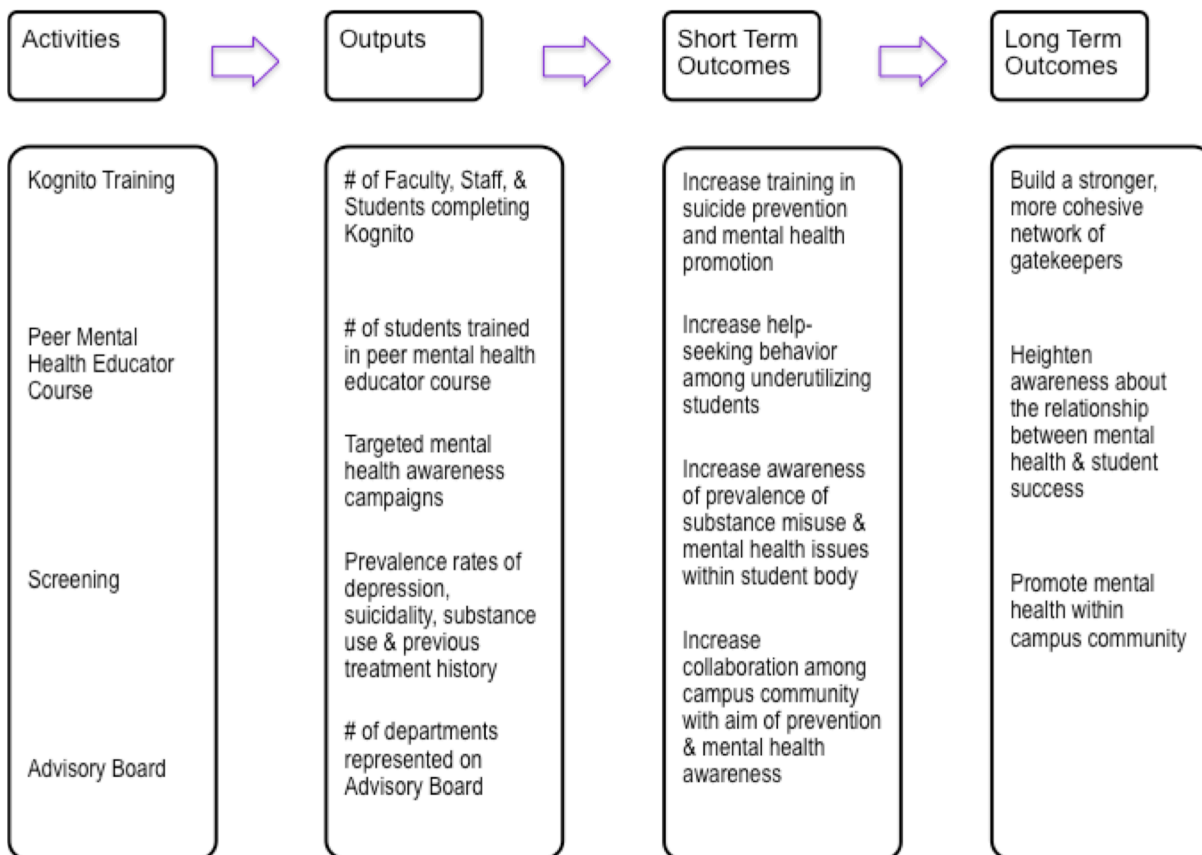 Activities
Outputs
Short Term
Outcomes
Long Term
Outcomes
Kognito Training
Peer Mental
Health Educator
Course
Screening
Advisory Board
# of Faculty, Staff, &
Students completing
Kognito
# of students trained
in peer mental health
educator course
Targeted mental
health awareness
campaigns
Prevalence rates of
depression,
suicidality, substance
use & previous
treatment history
# of departments
represented on
Advisory Board
Increase training in
suicide prevention
and mental health
promotion
Increase help-
seeking behavior
among underutilizing
students
Increase awareness
of prevalence of
substance misuse &
mental health issues
within student body
Increase
collaboration among
campus community
with aim of prevention
& mental health
awareness
Build a stronger,
more cohesive
network of
gatekeepers
Heighten
awareness about
the relationship
between mental
health & student
success
Promote mental
health within
campus community